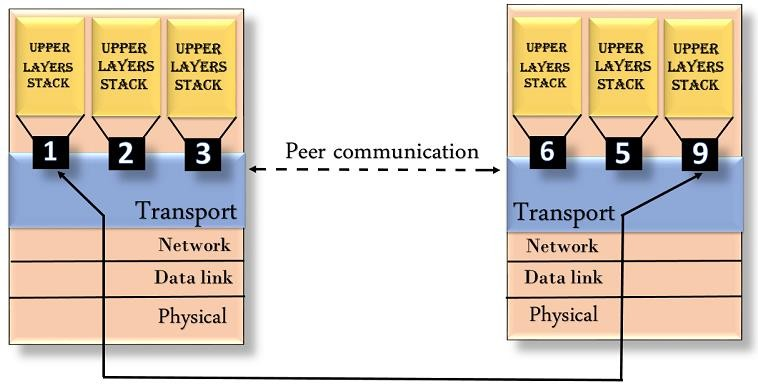 UPPER
LAYERS
STACK
UPPER
LAYERS
STACK
UPPER
LAYERS
STACK
1
2
3
Transport
Network
Data link
Physical
Peer communication
UPPER
LAYERS
STACK
UPPER
LAYERS
STACK
UPPER
LAYERS
STACK
6
5
9
Transport
Network
Data link
Physical